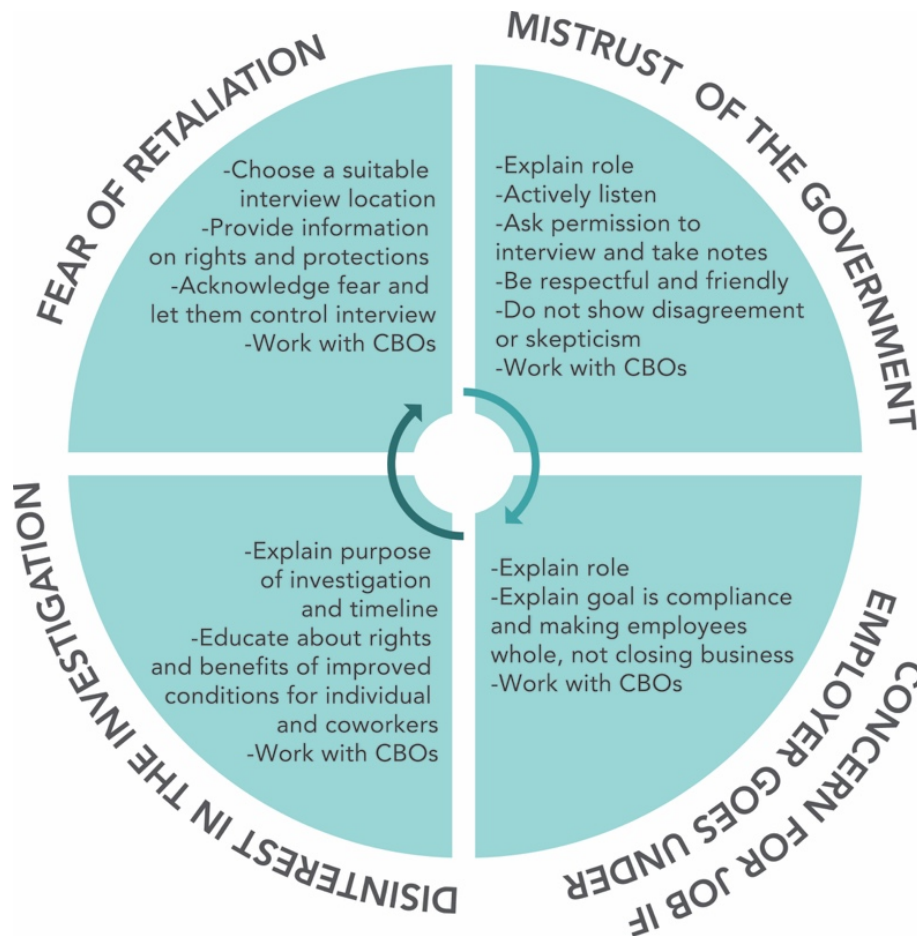 FEAR OF RETALIATION
-Choose a suitable
interview location
-Provide information
on rights and protections
-Acknowledge fear and
let them control interview
-Work with CBOs
MISTRUST OF THE GOVERNMENT
-Explain role
-Actively listen
-Ask permission to
interview and take notes
-Be respectful and friendly
-Do not show disagreement
or skepticism
-Work with CBOs
DISINTEREST IN THE INVESTIGATION
-Explain purpose
of investigation
and timeline
-Educate about rights
and benefits of improved
conditions for individual
and coworkers
-Work with CBOs
CONCERN FOR JOB IF
EMPLOYER GOES UNDER
-Explain role
-Explain goal is compliance
and making employees
whole, not closing business
-Work with CBOs